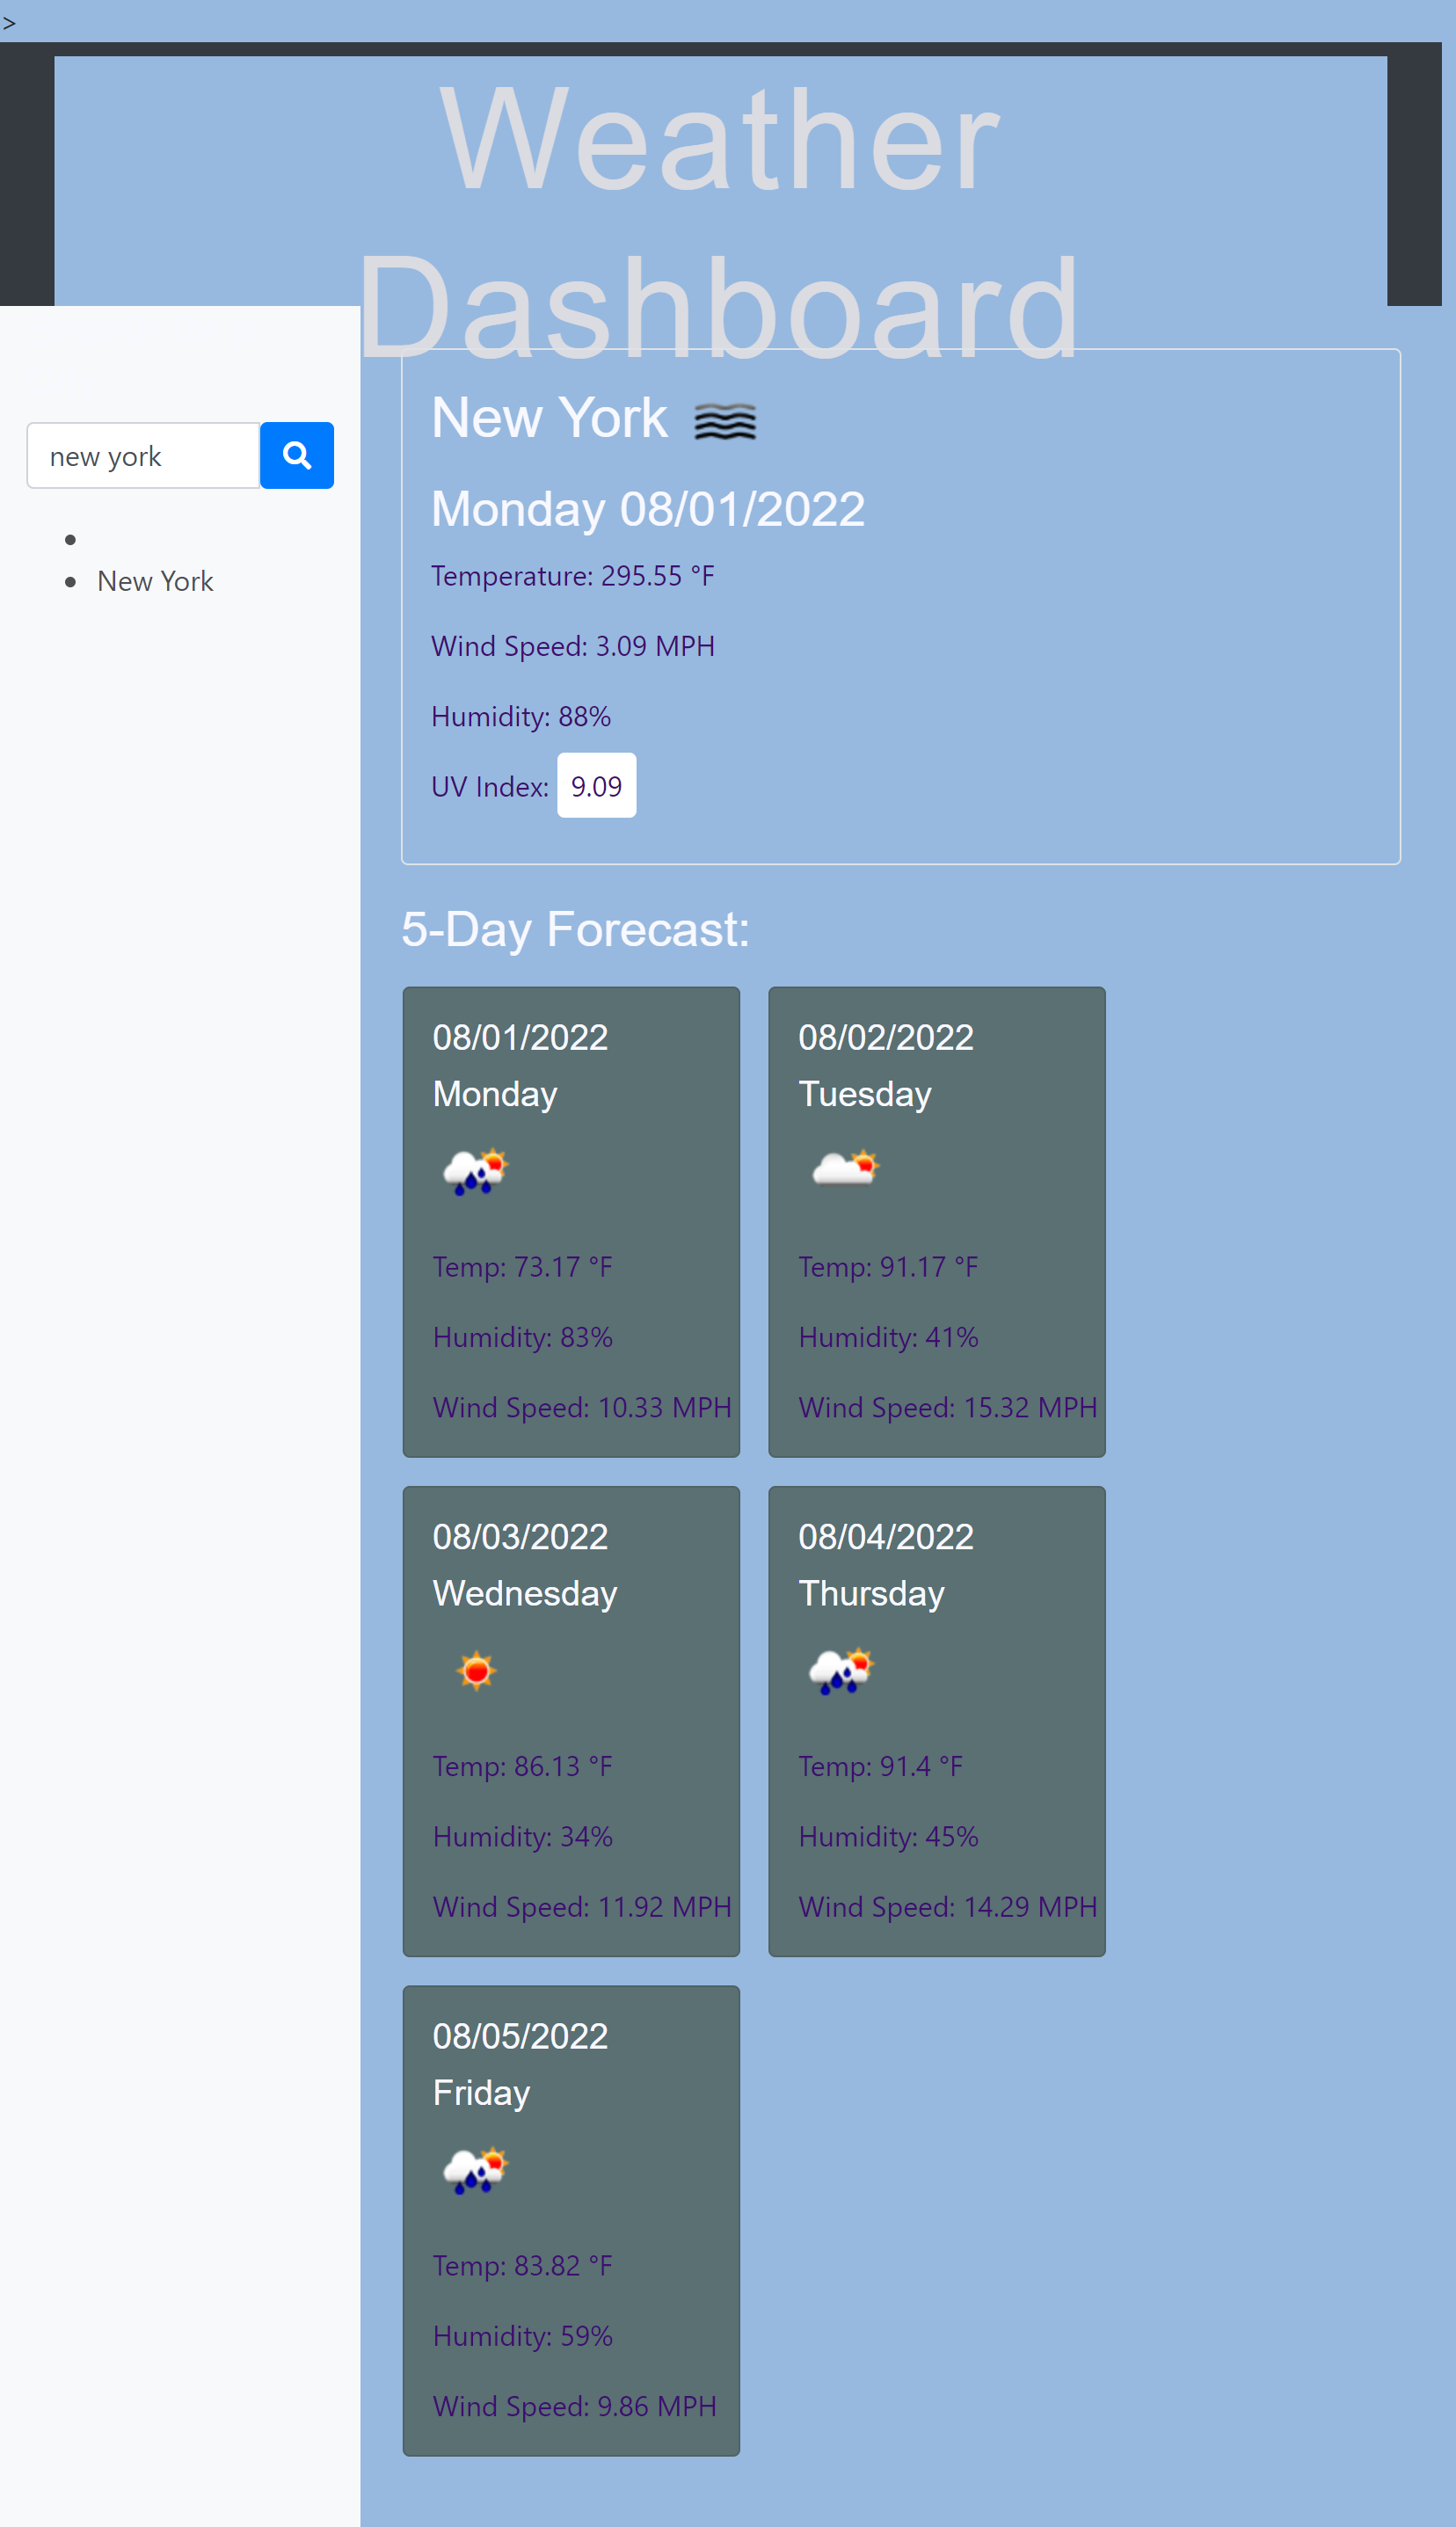 >
Weather
Dashboard
new york
New York
New York
Monday 08/01/2022
Temperature: 295.55 °F
Wind Speed: 3.09 MPH
Humidity: 88%
UV Index: 9.09
5-Day Forecast:
08/01/2022
Monday
Temp: 73.17 °F
Humidity: 83%
Wind Speed: 10.33 MPH
08/02/2022
Tuesday
Temp: 91.17 °F
Humidity: 41%
Wind Speed: 15.32 MPH
08/03/2022
Wednesday
Temp: 86.13 °F
Humidity: 34%
Wind Speed: 11.92 MPH
08/04/2022
Thursday
Temp: 91.4 °F
Humidity: 45%
Wind Speed: 14.29 MPH
08/05/2022
Friday
Temp: 83.82 °F
Humidity: 59%
Wind Speed: 9.86 MPH